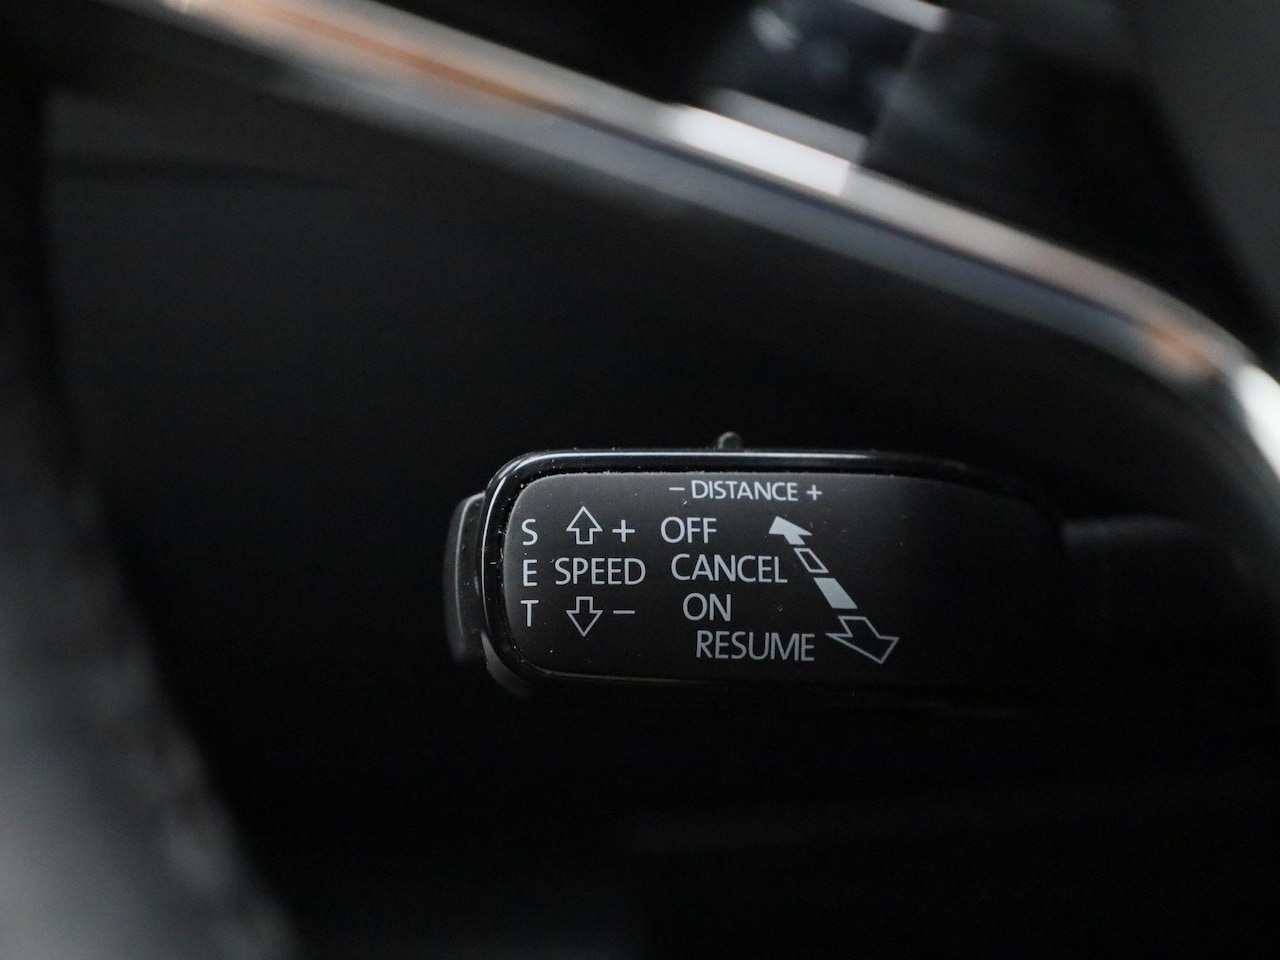 – DISTANCE +
S + OFF
E SPEED CANCEL
T – ON
RESUME